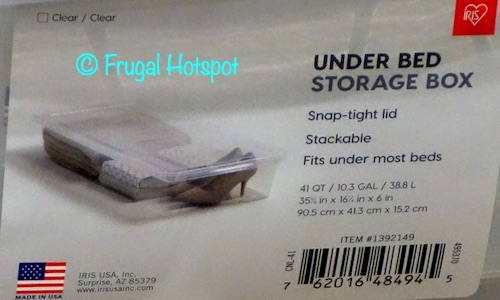 Clear / Clear
IRIS
© Frugal Hotspot
UNDER BED
STORAGE BOX
Snap-tight lid
Stackable
Fits under most beds
41 QT / 10.3 GAL / 38.8 L
35⅝ in x 16¼ in x 6 in
90.5 cm x 41.3 cm x 15.2 cm
ITEM #1392149
CNL-41
499370
7 62016 48494 5
MADE IN USA
IRIS USA, Inc.
Surprise, AZ 85379
www.irisusainc.com